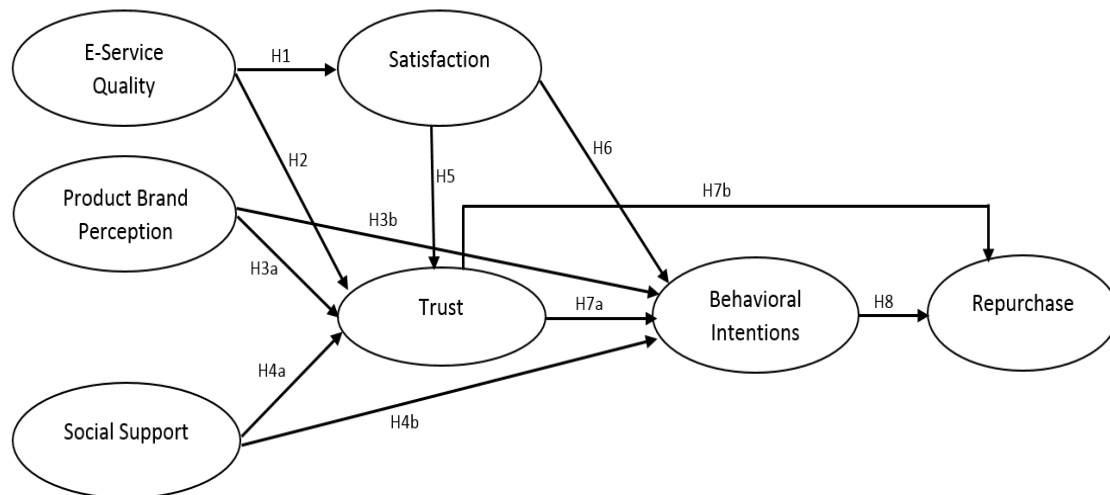 E-Service
Quality
H1
Satisfaction
H2
H5
H6
Product Brand
Perception
H3b
H7b
H3a
Trust
H7a
Behavioral
Intentions
H8
Repurchase
H4a
Social Support
H4b